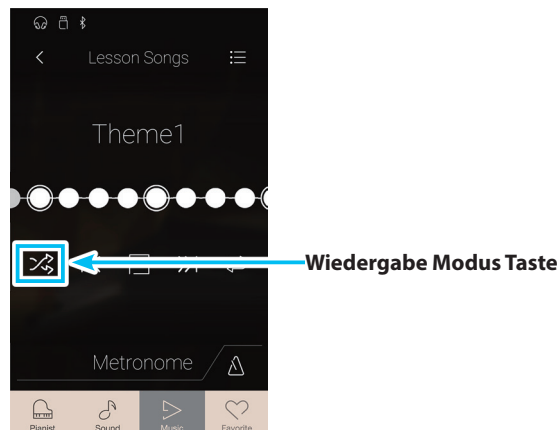 Lesson Songs
Theme1
Wiedergabe Modus Taste
Metronome
Pianist Sound Music Favorite